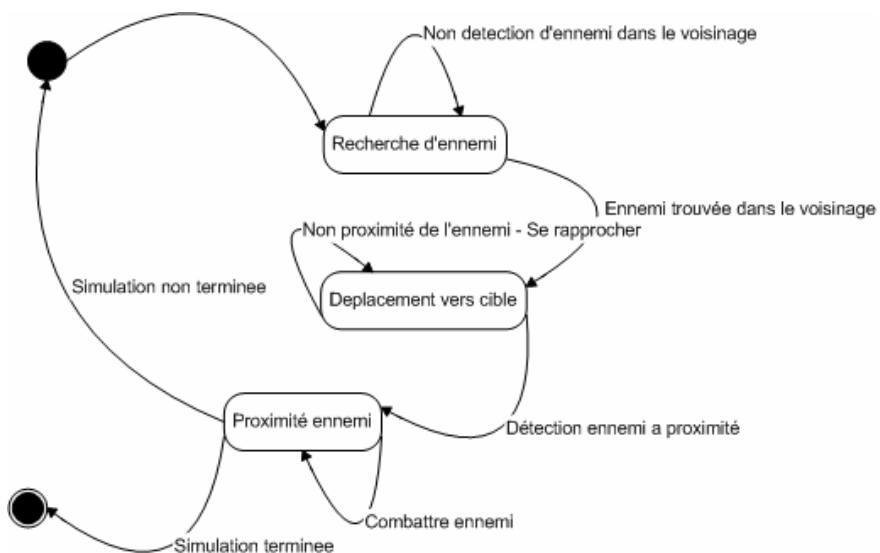 Non detection d'ennemi dans le voisinage
Recherche d'ennemi
Ennemi trouvée dans le voisinage
Non proximité de l'ennemi - Se rapprocher
Simulation non terminee
Deplacement vers cible
Proximité ennemi
Détection ennemi a proximité
Combattre ennemi
Simulation terminee